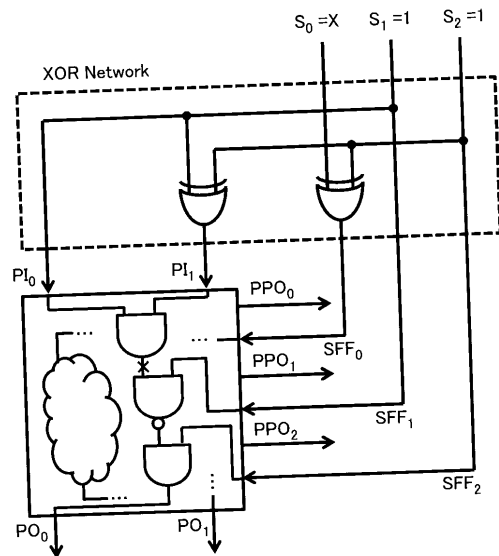 S₀ =X S₁ =1 S₂ =1
XOR Network
PI₀ PI₁
PPO₀
SFF₀
PPO₁
SFF₁
PPO₂
SFF₂
PO₀ PO₁